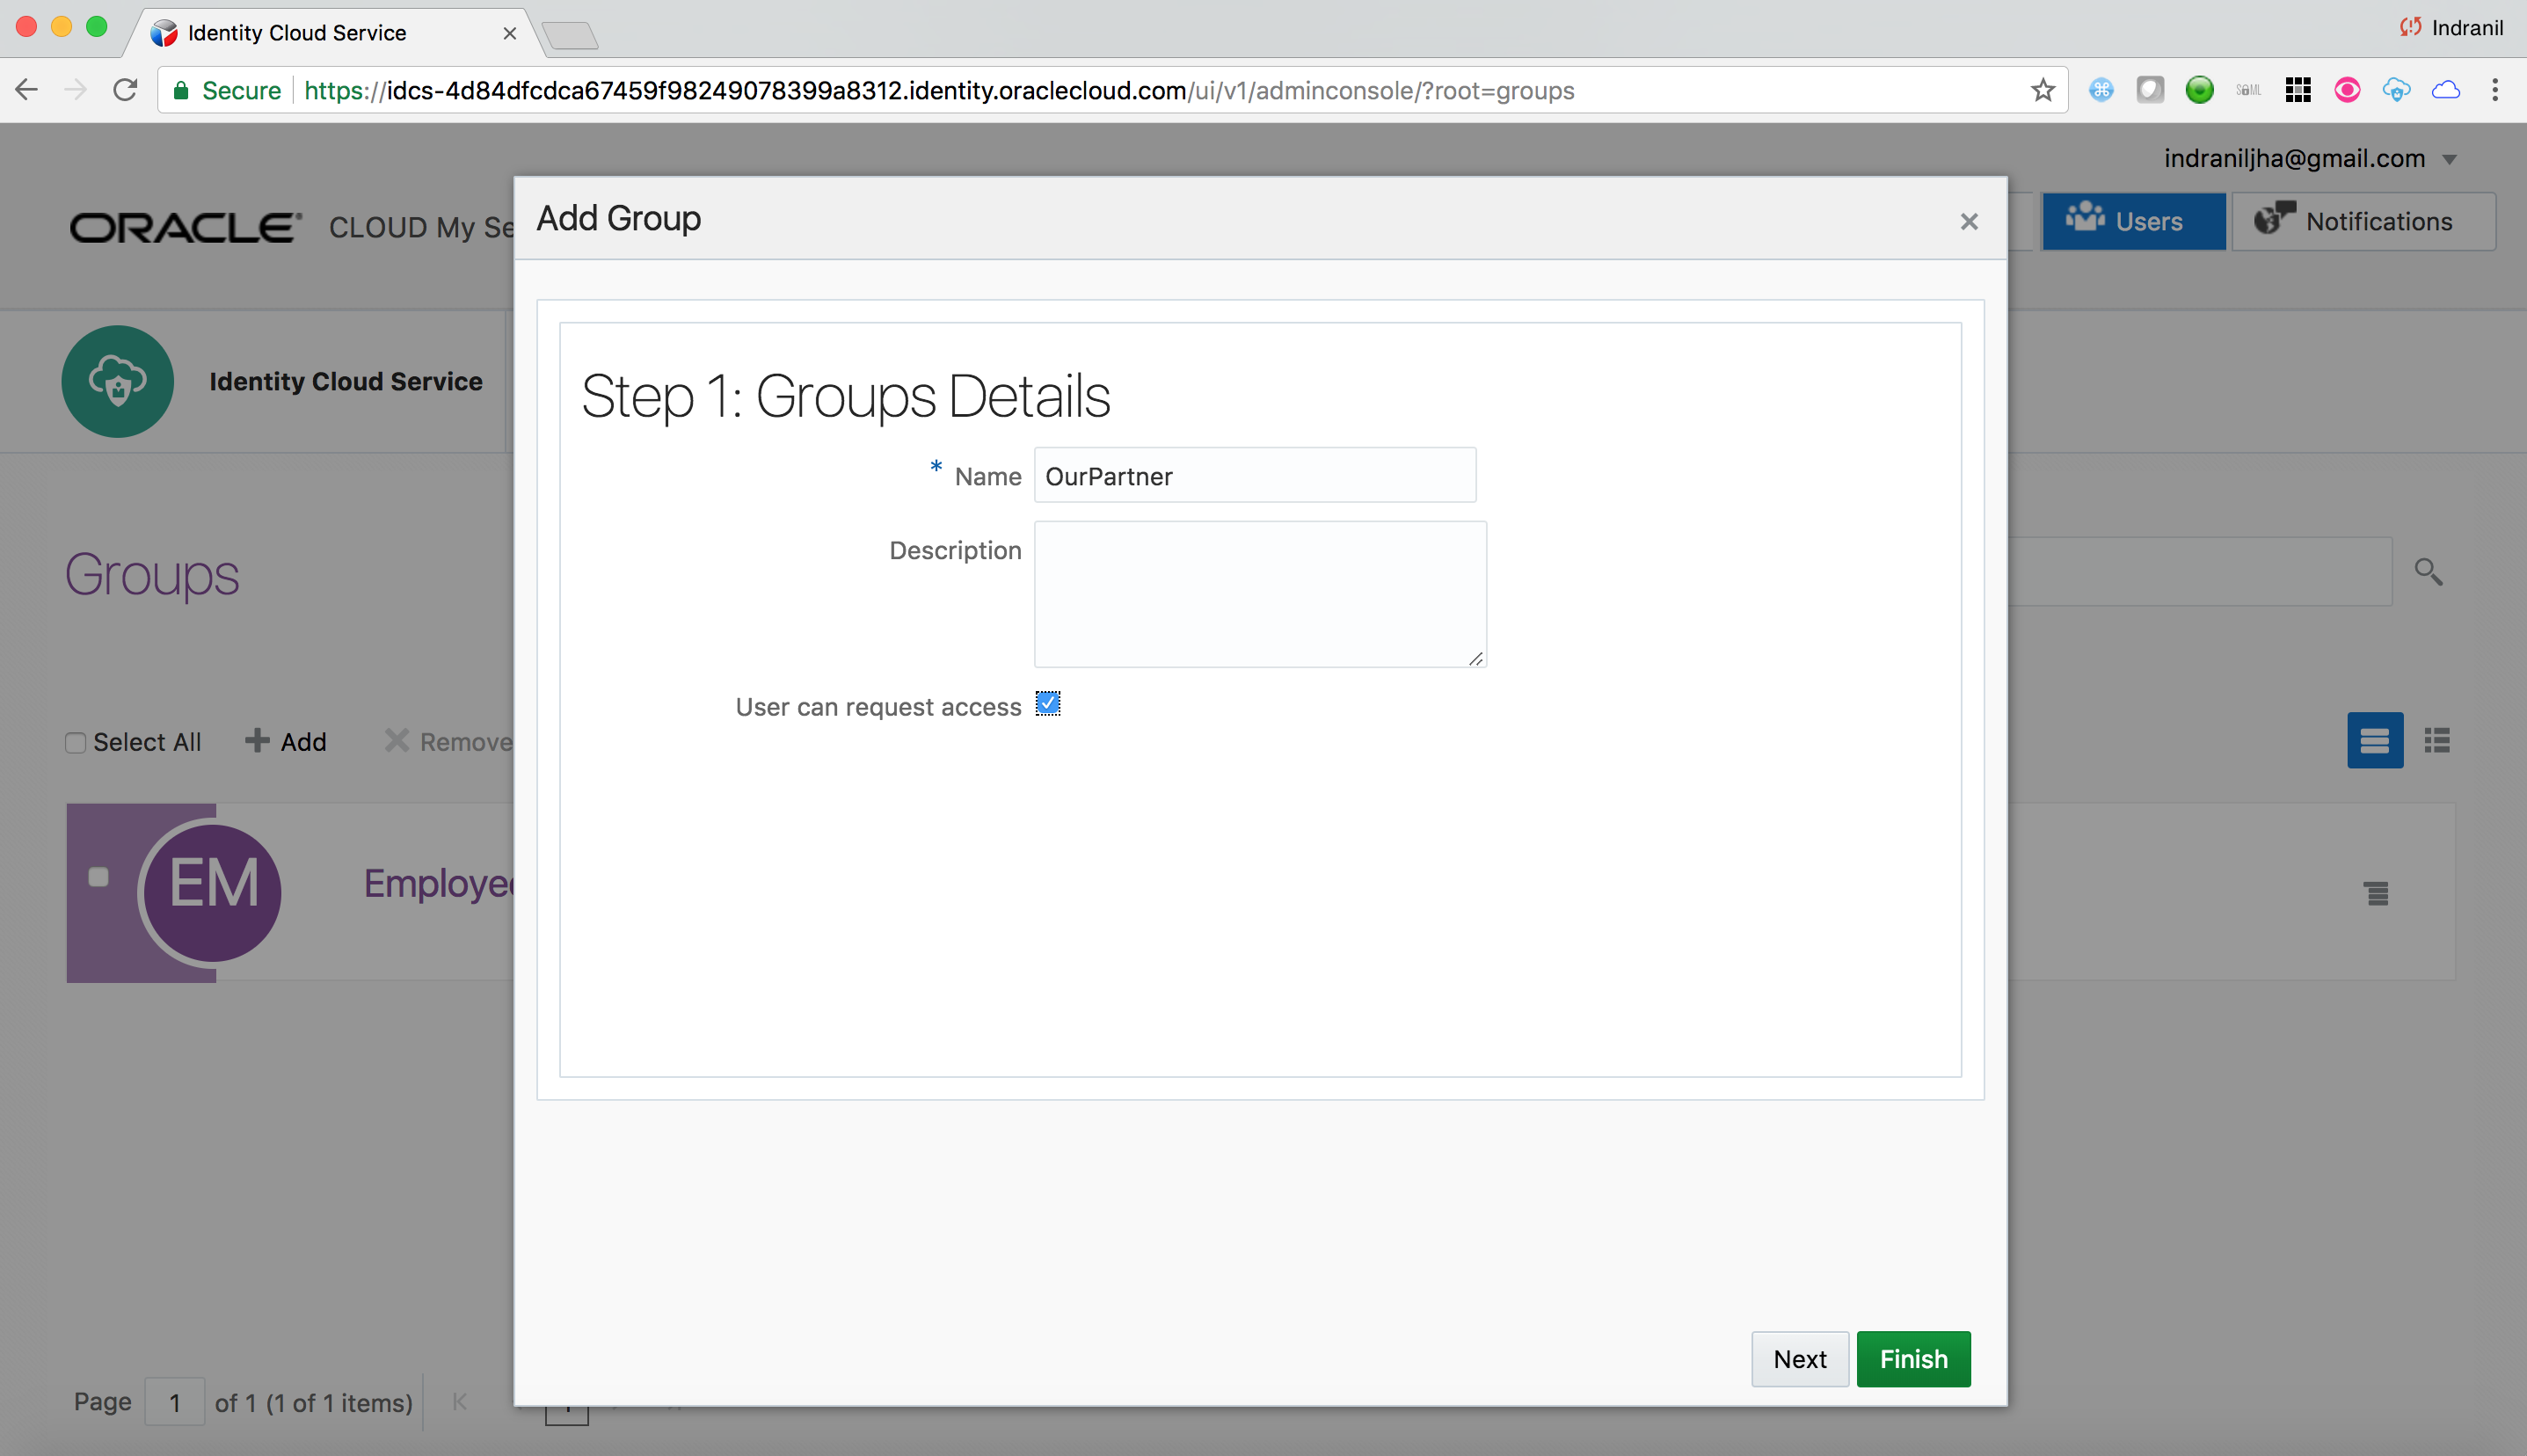 Identity Cloud Service
Indranil
Secure https://idcs-4d84dfcdca67459f98249078399a8312.identity.oraclecloud.com/ui/v1/adminconsole/?root=groups
SAML
indraniljha@gmail.com
ORACLE CLOUD My Se
Users
Notifications
Add Group
Identity Cloud Service
Step 1: Groups Details
* Name OurPartner
Description
User can request access
Groups
Select All
Add
Remove
EM
Employee
Next
Finish
Page 1 of 1 (1 of 1 items)